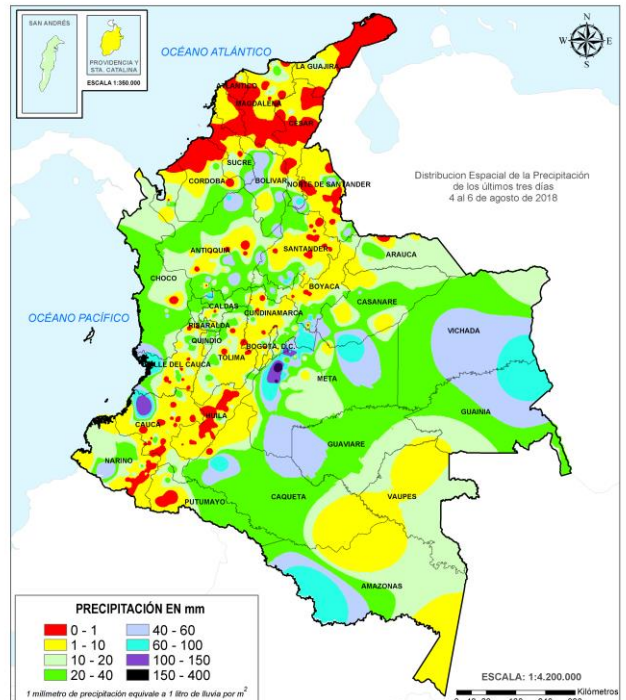 SAN ANDRÉS
PROVIDENCIA Y
STA. CATALINA
ESCALA 1:350.000
OCÉANO ATLÁNTICO
N
W
E
S
LA GUAJIRA
ATLÁNTICO
MAGDALENA
CESAR
SUCRE
CORDOBA
BOLIVAR
NORTE DE SANTANDER
Distribucion Espacial de la Precipitación
de los últimos tres días
4 al 6 de agosto de 2018
ANTIOQUIA
SANTANDER
ARAUCA
CHOCO
BOYACA
CASANARE
CALDAS
CUNDINAMARCA
OCÉANO PACÍFICO
RISARALDA
VICHADA
QUINDIO
BOGOTA, D.C.
TOLIMA
VALLE DEL CAUCA
META
GUAINIA
HUILA
CAUCA
GUAVIARE
NARIÑO
CAQUETA
VAUPES
PUTUMAYO
AMAZONAS
PRECIPITACIÓN EN mm
0 - 1
40 - 60
1 - 10
60 - 100
10 - 20
100 - 150
20 - 40
150 - 400
1 milimetro de precipitación equivale a 1 litro de lluvia por m²
ESCALA: 1:4.200.000
Kilómetros